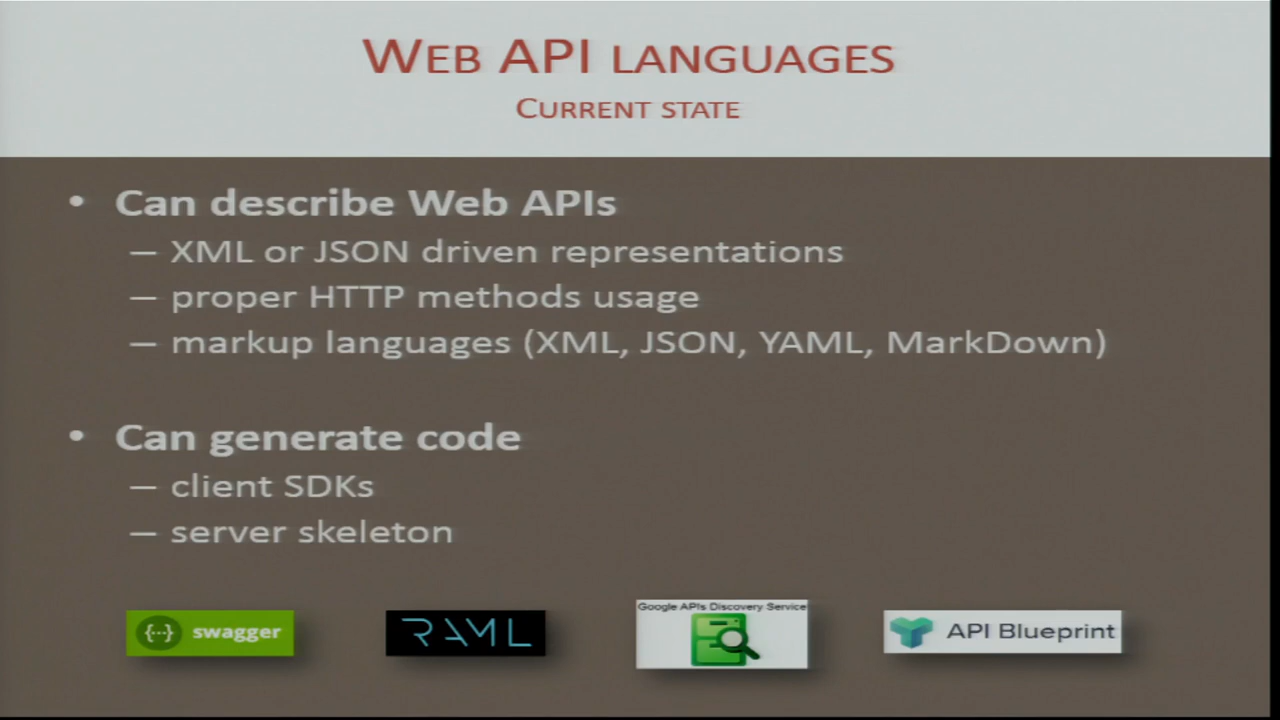 WEB API LANGUAGES
CURRENT STATE
• Can describe Web APIs
– XML or JSON driven representations
– proper HTTP methods usage
– markup languages (XML, JSON, YAML, MarkDown)
• Can generate code
– client SDKs
– server skeleton
{···} swagger
RAML
Google APIs Discovery Service
API Blueprint